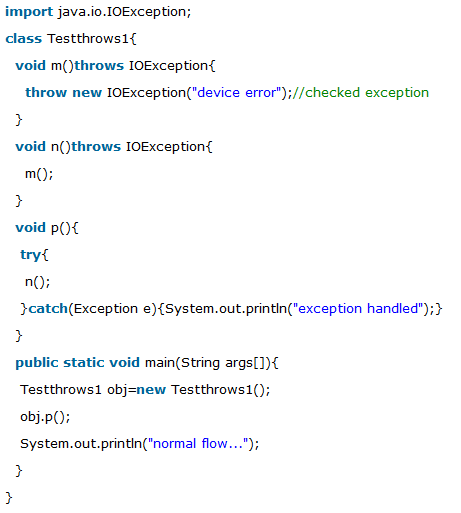 import java.io.IOException;
class Testthrows1{
void m()throws IOException{
throw new IOException("device error");//checked exception
}
void n()throws IOException{
m();
}
void p(){
try{
n();
}catch(Exception e){System.out.println("exception handled");}
}
public static void main(String args[]){
Testthrows1 obj=new Testthrows1();
obj.p();
System.out.println("normal flow...");
}
}